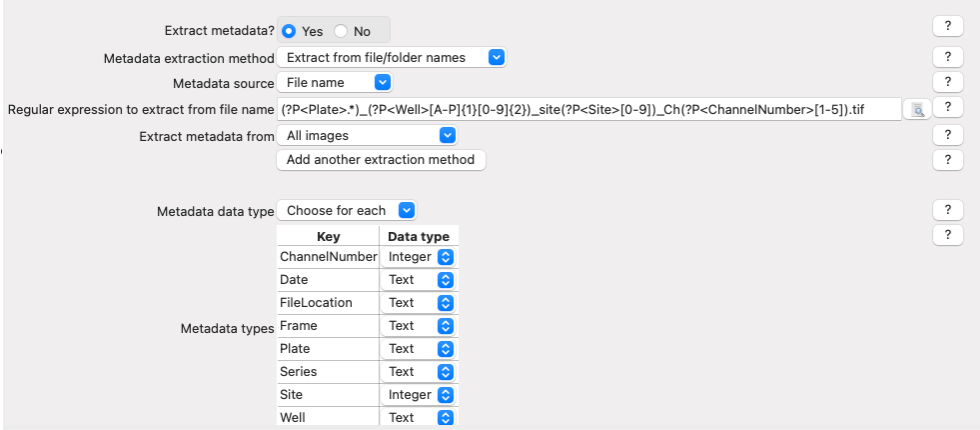 Extract metadata? Yes No ?
Metadata extraction method Extract from file/folder names ?
Metadata source File name ?
Regular expression to extract from file name (?P<Plate>.*)_(?P<Well>[A-P]{1}[0-9]{2})_site(?P<Site>[0-9])_Ch(?P<ChannelNumber>[1-5]).tif ?
Extract metadata from All images ?
Add another extraction method ?
Metadata data type Choose for each ?
Key Data type ?
ChannelNumber Integer
Date Text
FileLocation Text
Metadata types Frame Text
Plate Text
Series Text
Site Integer
Well Text